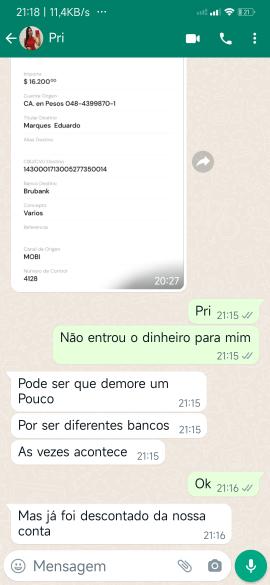 21:18 | 11,4KB/s ...
Pri
Importe
$ 16.200⁰⁰
Cuenta Origen
CA. en Pesos 048-4399870-1
Titular Destino
Marques Eduardo
Alias Destino
CBU/CVU Destino
1430001713005277350014
Banco Destino
Brubank
Concepto
Varios
Referencia
Canal de Origen
MOBI
Número de Control
4128
20:27
Pri 21:15
Não entrou o dinheiro para mim
21:15
Pode ser que demore um
Pouco 21:15
Por ser diferentes bancos 21:15
As vezes acontece 21:15
Ok 21:16
Mas já foi descontado da nossa
conta 21:16
Mensagem